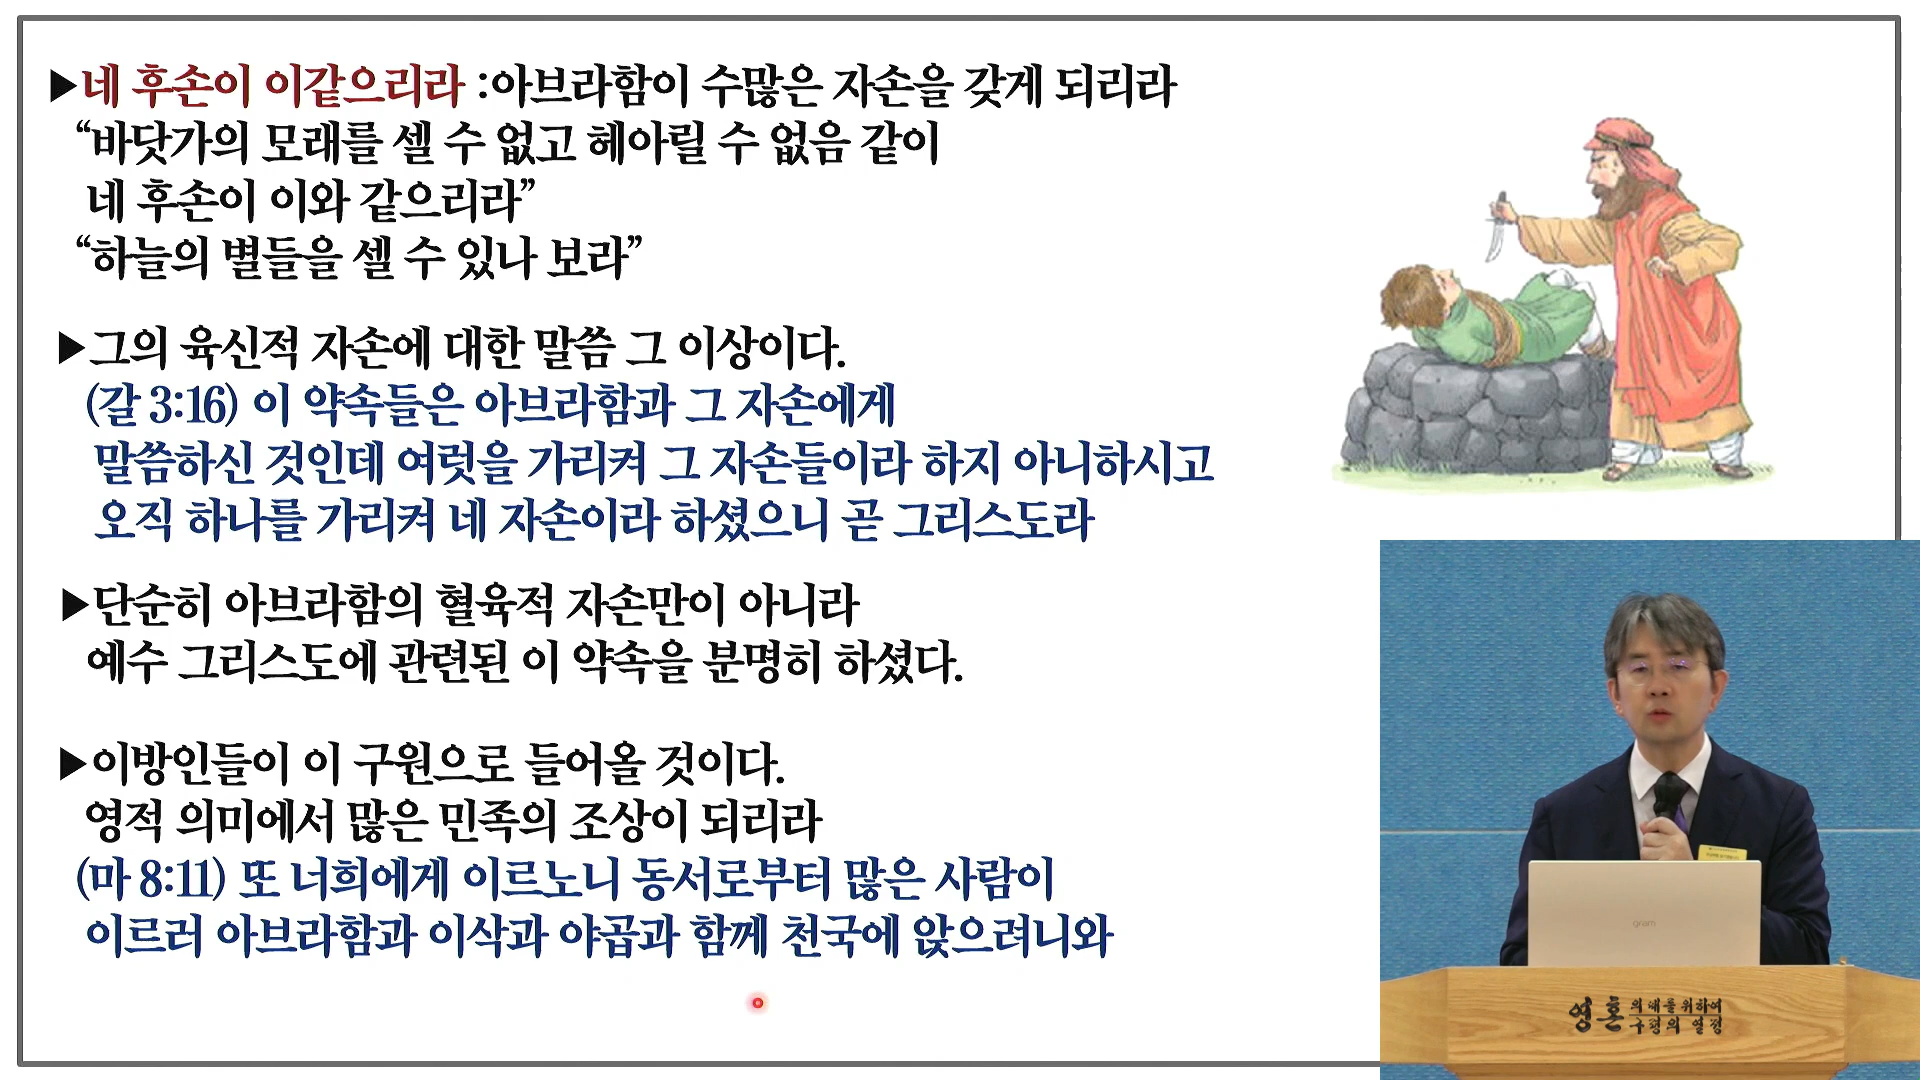 ▶네 후손이 이같으리라 :아브라함이 수많은 자손을 갖게 되리라
“바닷가의 모래를 셀 수 없고 헤아릴 수 없음 같이
네 후손이 이와 같으리라”
“하늘의 별들을 셀 수 있나 보라”
▶그의 육신적 자손에 대한 말씀 그 이상이다.
(갈 3:16) 이 약속들은 아브라함과 그 자손에게
말씀하신 것인데 여럿을 가리켜 그 자손들이라 하지 아니하시고
오직 하나를 가리켜 네 자손이라 하셨으니 곧 그리스도라
▶단순히 아브라함의 혈육적 자손만이 아니라
예수 그리스도에 관련된 이 약속을 분명히 하셨다.
▶이방인들이 이 구원으로 들어올 것이다.
영적 의미에서 많은 민족의 조상이 되리라
(마 8:11) 또 너희에게 이르노니 동서로부터 많은 사람이
이르러 아브라함과 이삭과 야곱과 함께 천국에 앉으려니와
gram
영혼 의 때를 위하여
구령의 열정